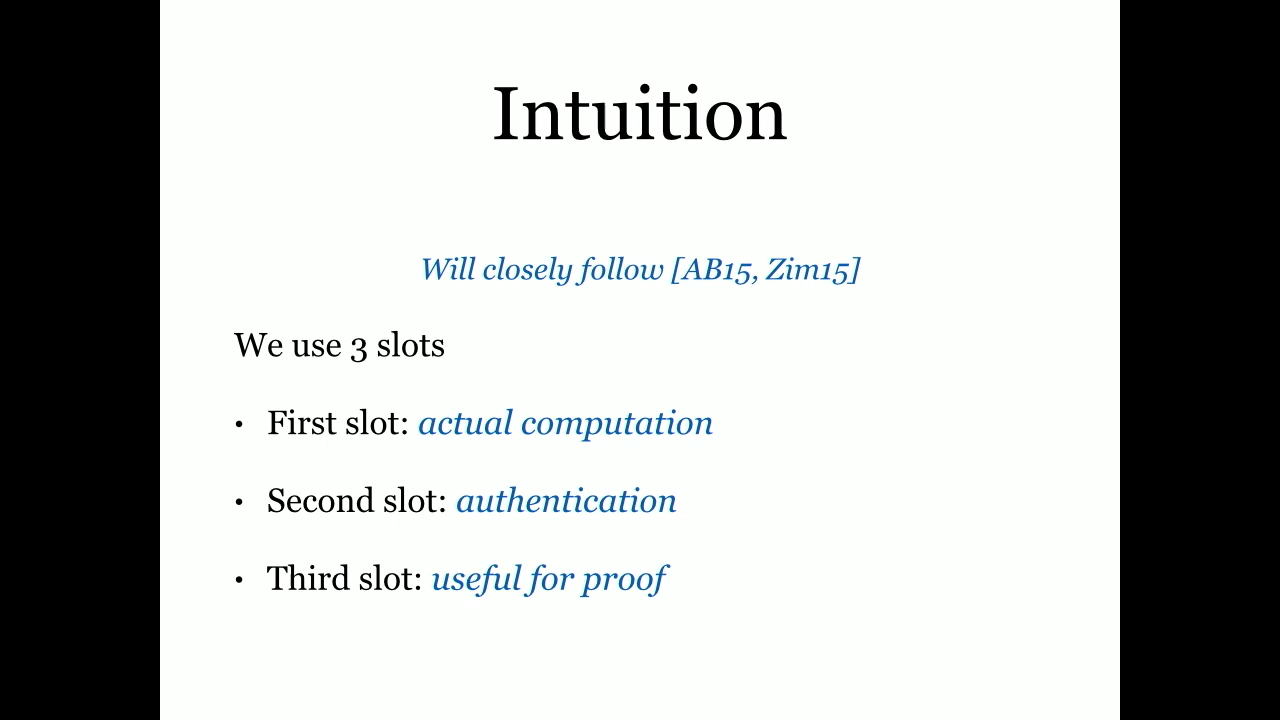 Intuition
Will closely follow [AB15, Zim15]
We use 3 slots
• First slot: actual computation
• Second slot: authentication
• Third slot: useful for proof